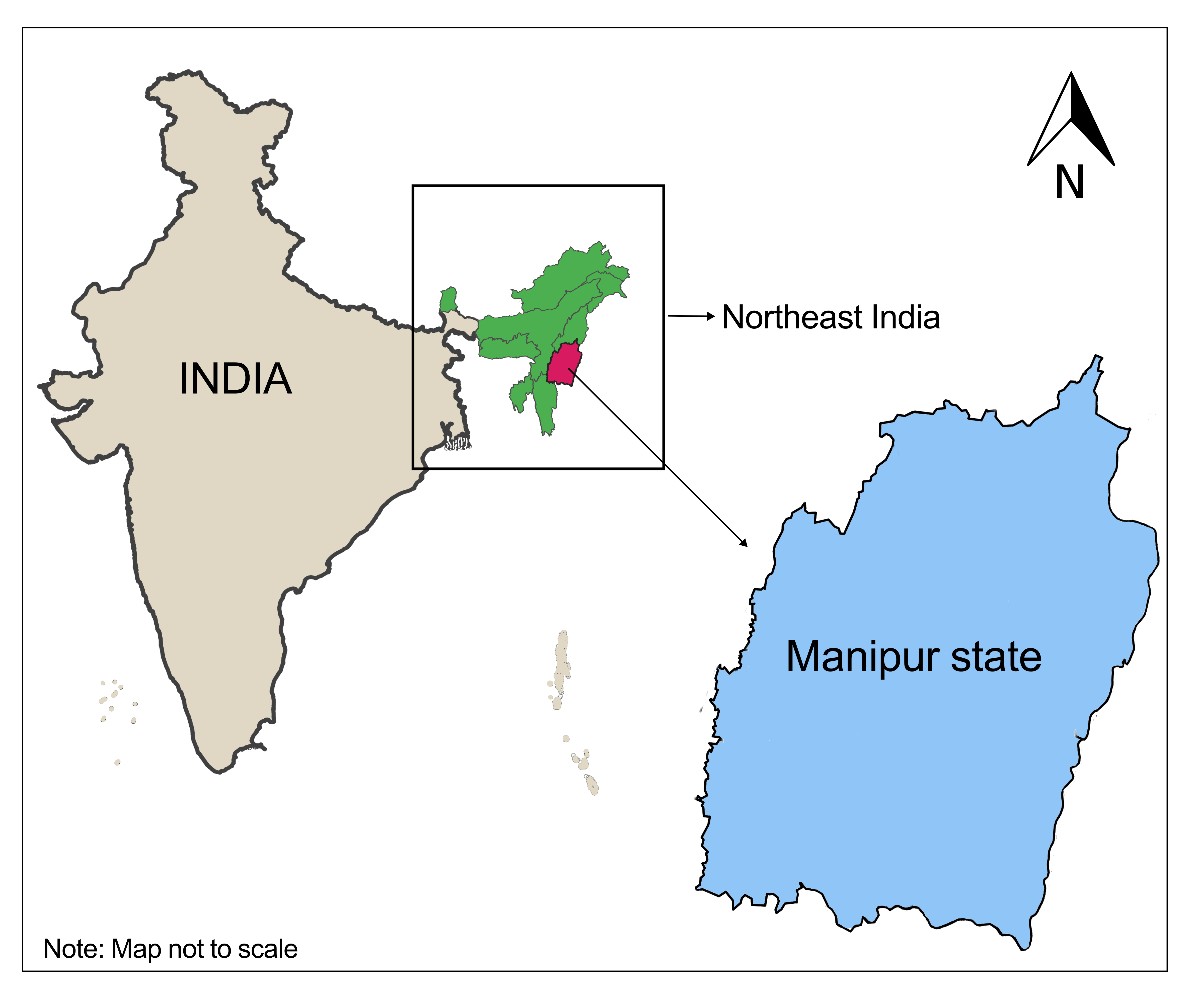 N
Northeast India
INDIA
Manipur state
Note: Map not to scale